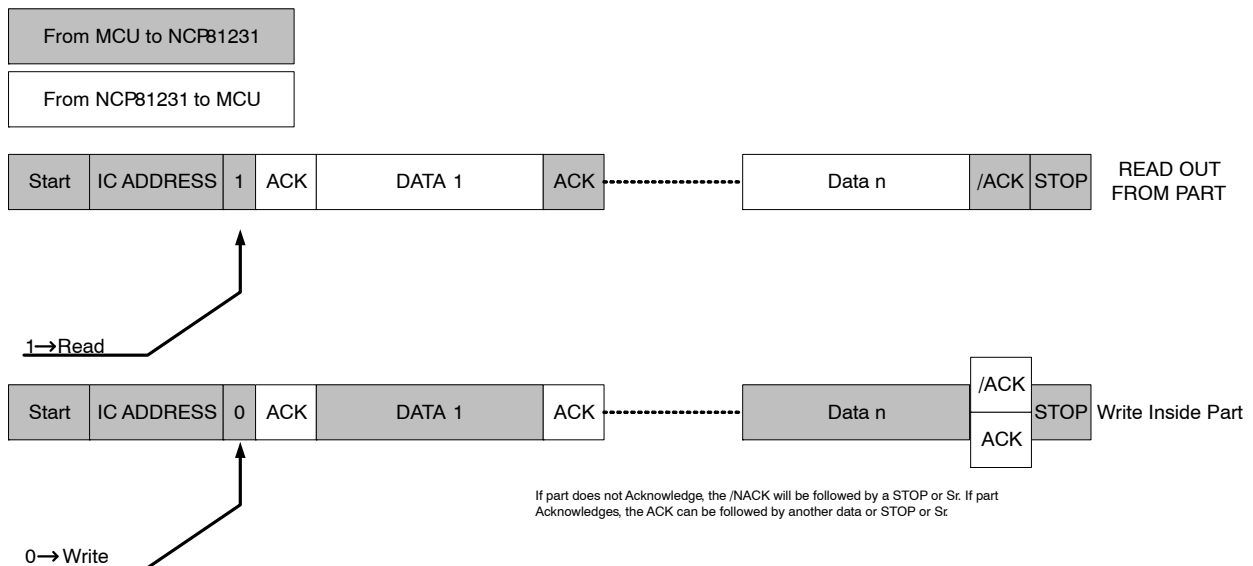 From MCU to NCP81231
From NCP81231 to MCU
Start IC ADDRESS 1 ACK DATA 1 ACK Data n /ACK STOP READ OUT
FROM PART
1→Read
/ACK
Start IC ADDRESS 0 ACK DATA 1 ACK Data n STOP Write Inside Part
ACK
If part does not Acknowledge, the /NACK will be followed by a STOP or Sr. If part
Acknowledges, the ACK can be followed by another data or STOP or Sr.
0→Write